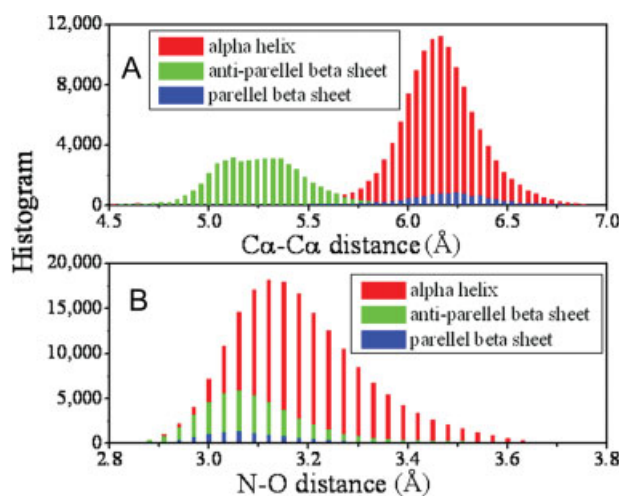 12,000
8,000
4,000
0
A
alpha helix
anti-parellel beta sheet
parellel beta sheet
4.5 5.0 5.5 6.0 6.5 7.0
Cα-Cα distance (Å)
Histogram
20,000
15,000
10,000
5,000
0
B
alpha helix
anti-parellel beta sheet
parellel beta sheet
2.8 3.0 3.2 3.4 3.6 3.8
N-O distance (Å)